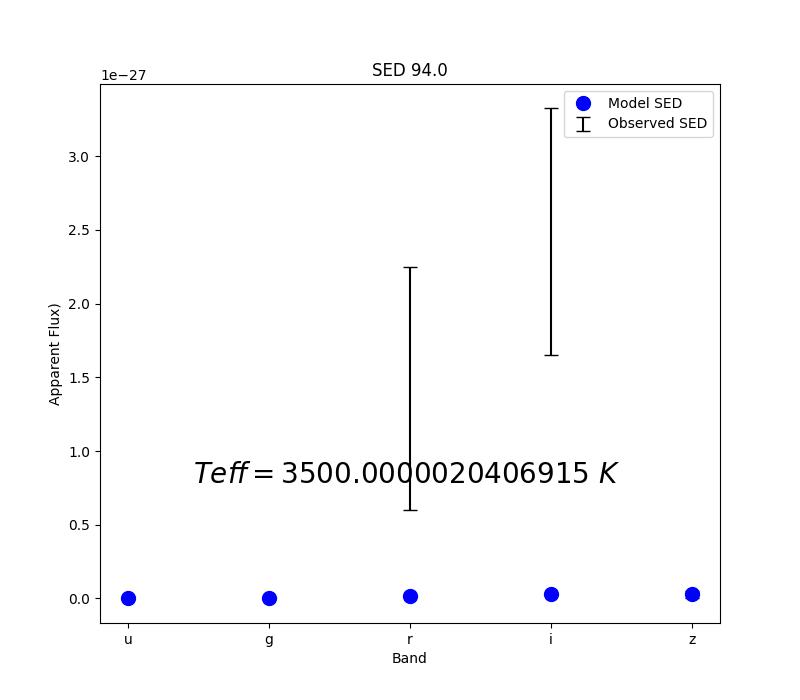 SED 94.0
1e−27
Model SED
Observed SED
3.0
2.5
2.0
1.5
1.0
0.5
0.0
Apparent Flux)
Teff = 3500.0000020406915 K
u g r i z
Band